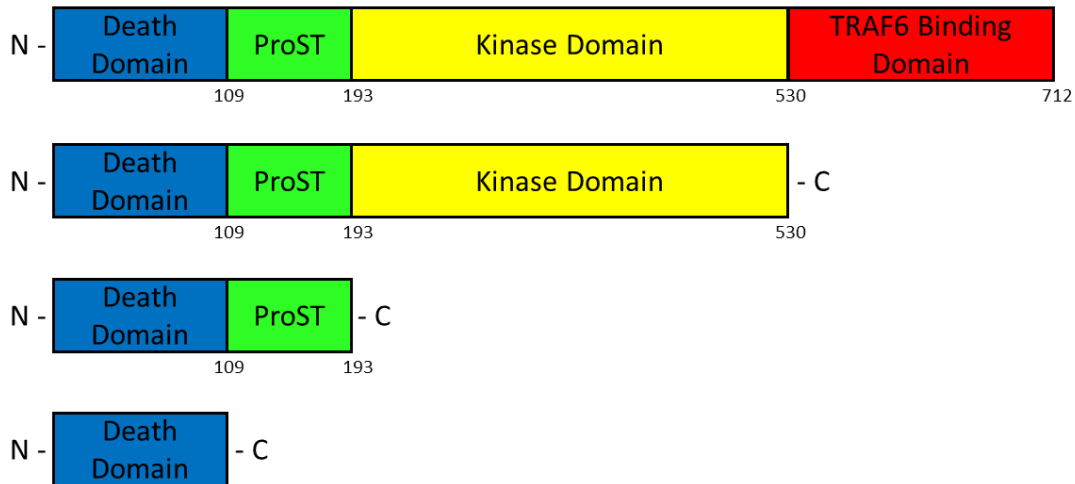 N - Death Domain ProST Kinase Domain TRAF6 Binding Domain
109 193 530 712
N - Death Domain ProST Kinase Domain - C
109 193 530
N - Death Domain ProST - C
109 193
N - Death Domain - C